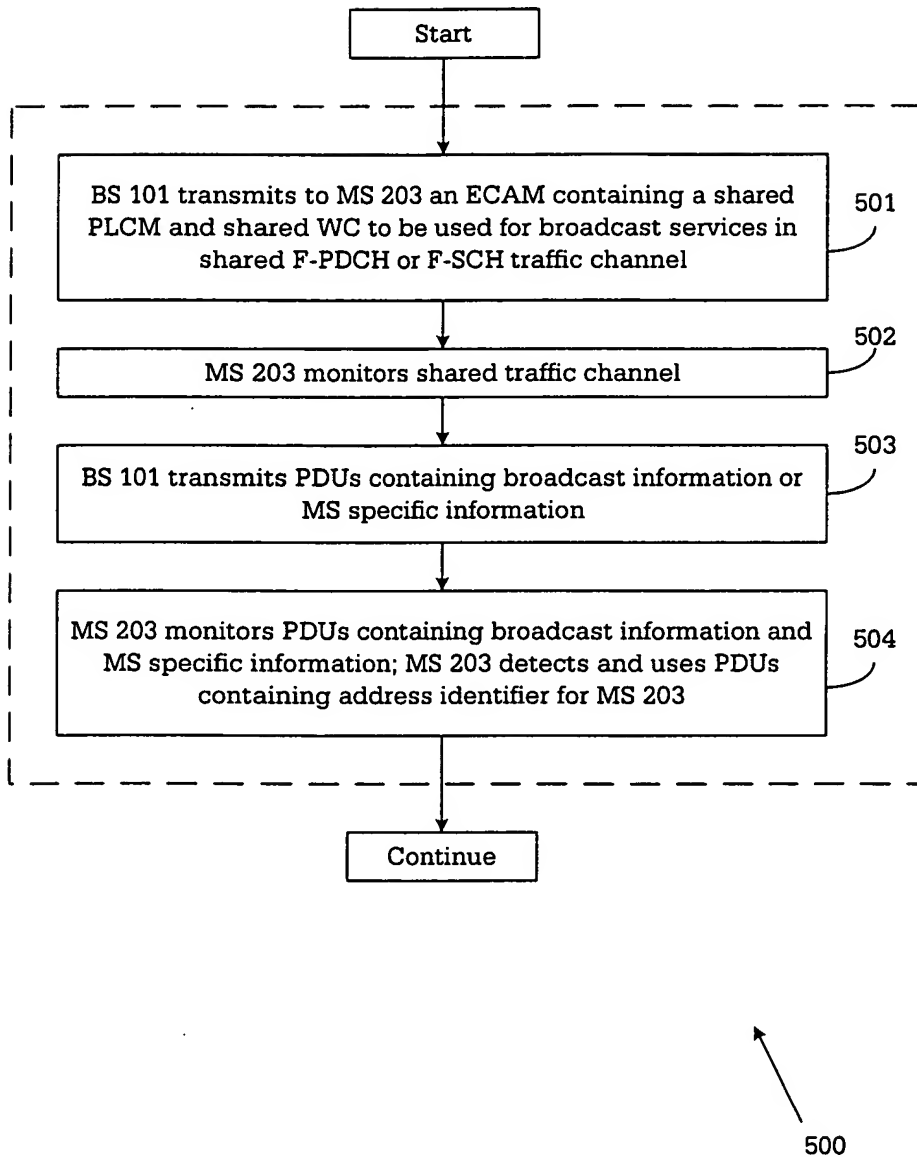 Start
BS 101 transmits to MS 203 an ECAM containing a shared
PLCM and shared WC to be used for broadcast services in
shared F-PDCH or F-SCH traffic channel
501
MS 203 monitors shared traffic channel
502
BS 101 transmits PDUs containing broadcast information or
MS specific information
503
MS 203 monitors PDUs containing broadcast information and
MS specific information; MS 203 detects and uses PDUs
containing address identifier for MS 203
504
Continue
500